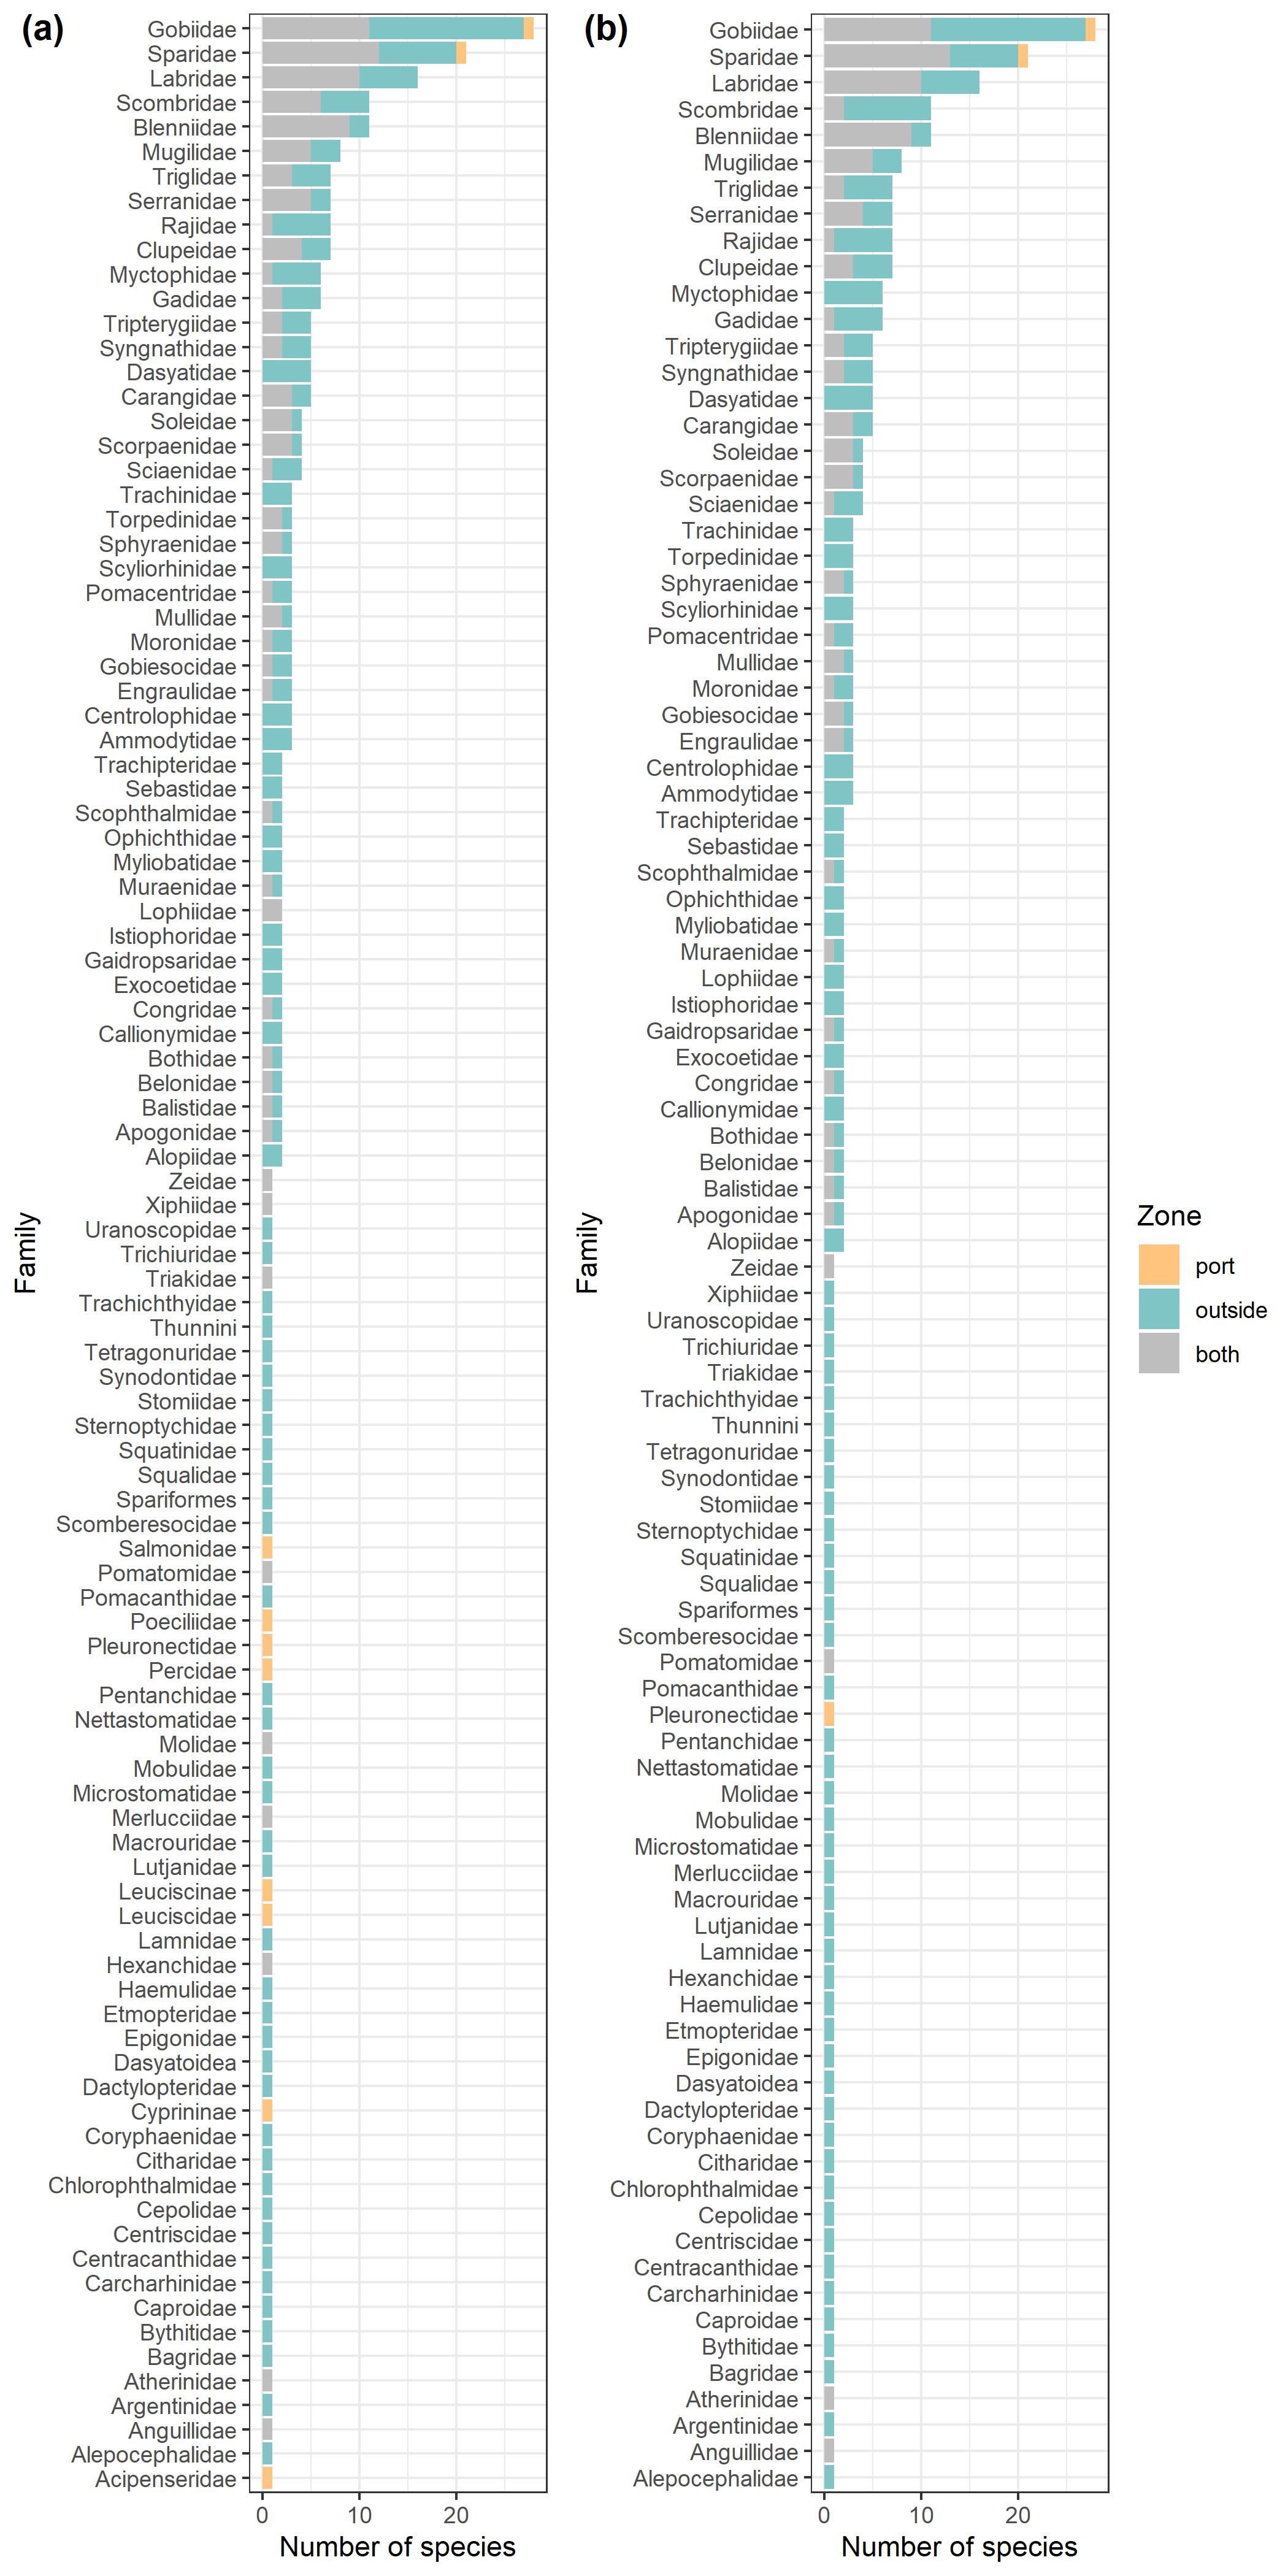 (a)
Gobiidae
Sparidae
Labridae
Scombridae
Blenniidae
Mugilidae
Triglidae
Serranidae
Rajidae
Clupeidae
Myctophidae
Gadidae
Tripterygiidae
Syngnathidae
Dasyatidae
Carangidae
Soleidae
Scorpaenidae
Sciaenidae
Trachinidae
Torpedinidae
Sphyraenidae
Scyliorhinidae
Pomacentridae
Mullidae
Moronidae
Gobiesocidae
Engraulidae
Centrolophidae
Ammodytidae
Trachipteridae
Sebastidae
Scophthalmidae
Ophichthidae
Myliobatidae
Muraenidae
Lophiidae
Istiophoridae
Gaidropsaridae
Exocoetidae
Congridae
Callionymidae
Bothidae
Belonidae
Balistidae
Apogonidae
Alopiidae
Zeidae
Xiphiidae
Uranoscopidae
Trichiuridae
Triakidae
Trachichthyidae
Thunnini
Tetragonuridae
Synodontidae
Stomiidae
Sternoptychidae
Squatinidae
Squalidae
Spariformes
Scomberesocidae
Salmonidae
Pomatomidae
Pomacanthidae
Poeciliidae
Pleuronectidae
Percidae
Pentanchidae
Nettastomatidae
Molidae
Mobulidae
Microstomatidae
Merlucciidae
Macrouridae
Lutjanidae
Leuciscinae
Leuciscidae
Lamnidae
Hexanchidae
Haemulidae
Etmopteridae
Epigonidae
Dasyatoidea
Dactylopteridae
Cyprininae
Coryphaenidae
Citharidae
Chlorophthalmidae
Cepolidae
Centriscidae
Centracanthidae
Carcharhinidae
Caproidae
Bythitidae
Bagridae
Atherinidae
Argentinidae
Anguillidae
Alepocephalidae
Acipenseridae
Family
0 10 20
Number of species
(b)
Gobiidae
Sparidae
Labridae
Scombridae
Blenniidae
Mugilidae
Triglidae
Serranidae
Rajidae
Clupeidae
Myctophidae
Gadidae
Tripterygiidae
Syngnathidae
Dasyatidae
Carangidae
Soleidae
Scorpaenidae
Sciaenidae
Trachinidae
Torpedinidae
Sphyraenidae
Scyliorhinidae
Pomacentridae
Mullidae
Moronidae
Gobiesocidae
Engraulidae
Centrolophidae
Ammodytidae
Trachipteridae
Sebastidae
Scophthalmidae
Ophichthidae
Myliobatidae
Muraenidae
Lophiidae
Istiophoridae
Gaidropsaridae
Exocoetidae
Congridae
Callionymidae
Bothidae
Belonidae
Balistidae
Apogonidae
Alopiidae
Zeidae
Xiphiidae
Uranoscopidae
Trichiuridae
Triakidae
Trachichthyidae
Thunnini
Tetragonuridae
Synodontidae
Stomiidae
Sternoptychidae
Squatinidae
Squalidae
Spariformes
Scomberesocidae
Pomatomidae
Pomacanthidae
Pleuronectidae
Pentanchidae
Nettastomatidae
Molidae
Mobulidae
Microstomatidae
Merlucciidae
Macrouridae
Lutjanidae
Lamnidae
Hexanchidae
Haemulidae
Etmopteridae
Epigonidae
Dasyatoidea
Dactylopteridae
Coryphaenidae
Citharidae
Chlorophthalmidae
Cepolidae
Centriscidae
Centracanthidae
Carcharhinidae
Caproidae
Bythitidae
Bagridae
Atherinidae
Argentinidae
Anguillidae
Alepocephalidae
Family
0 10 20
Number of species
Zone
port
outside
both